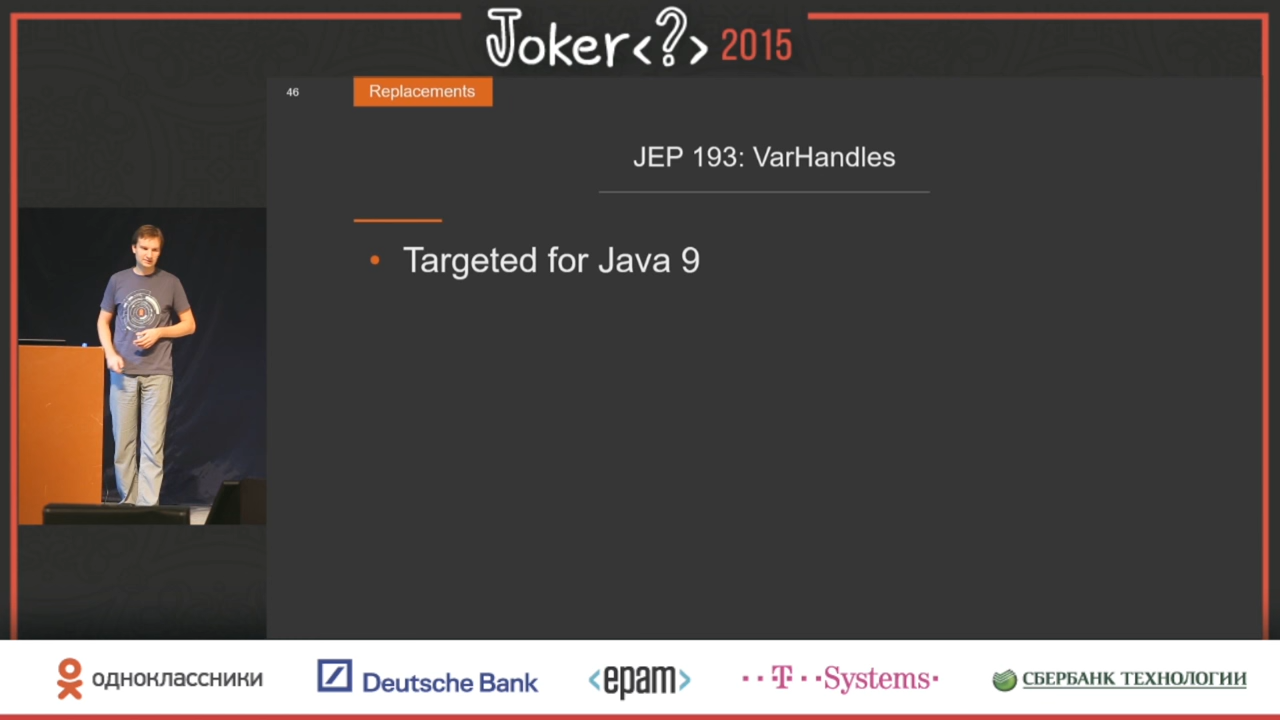 Joker<?> 2015
46
Replacements
JEP 193: VarHandles
• Targeted for Java 9
одноклассники
Deutsche Bank
<epam>
··T··Systems·
СБЕРБАНК ТЕХНОЛОГИИ